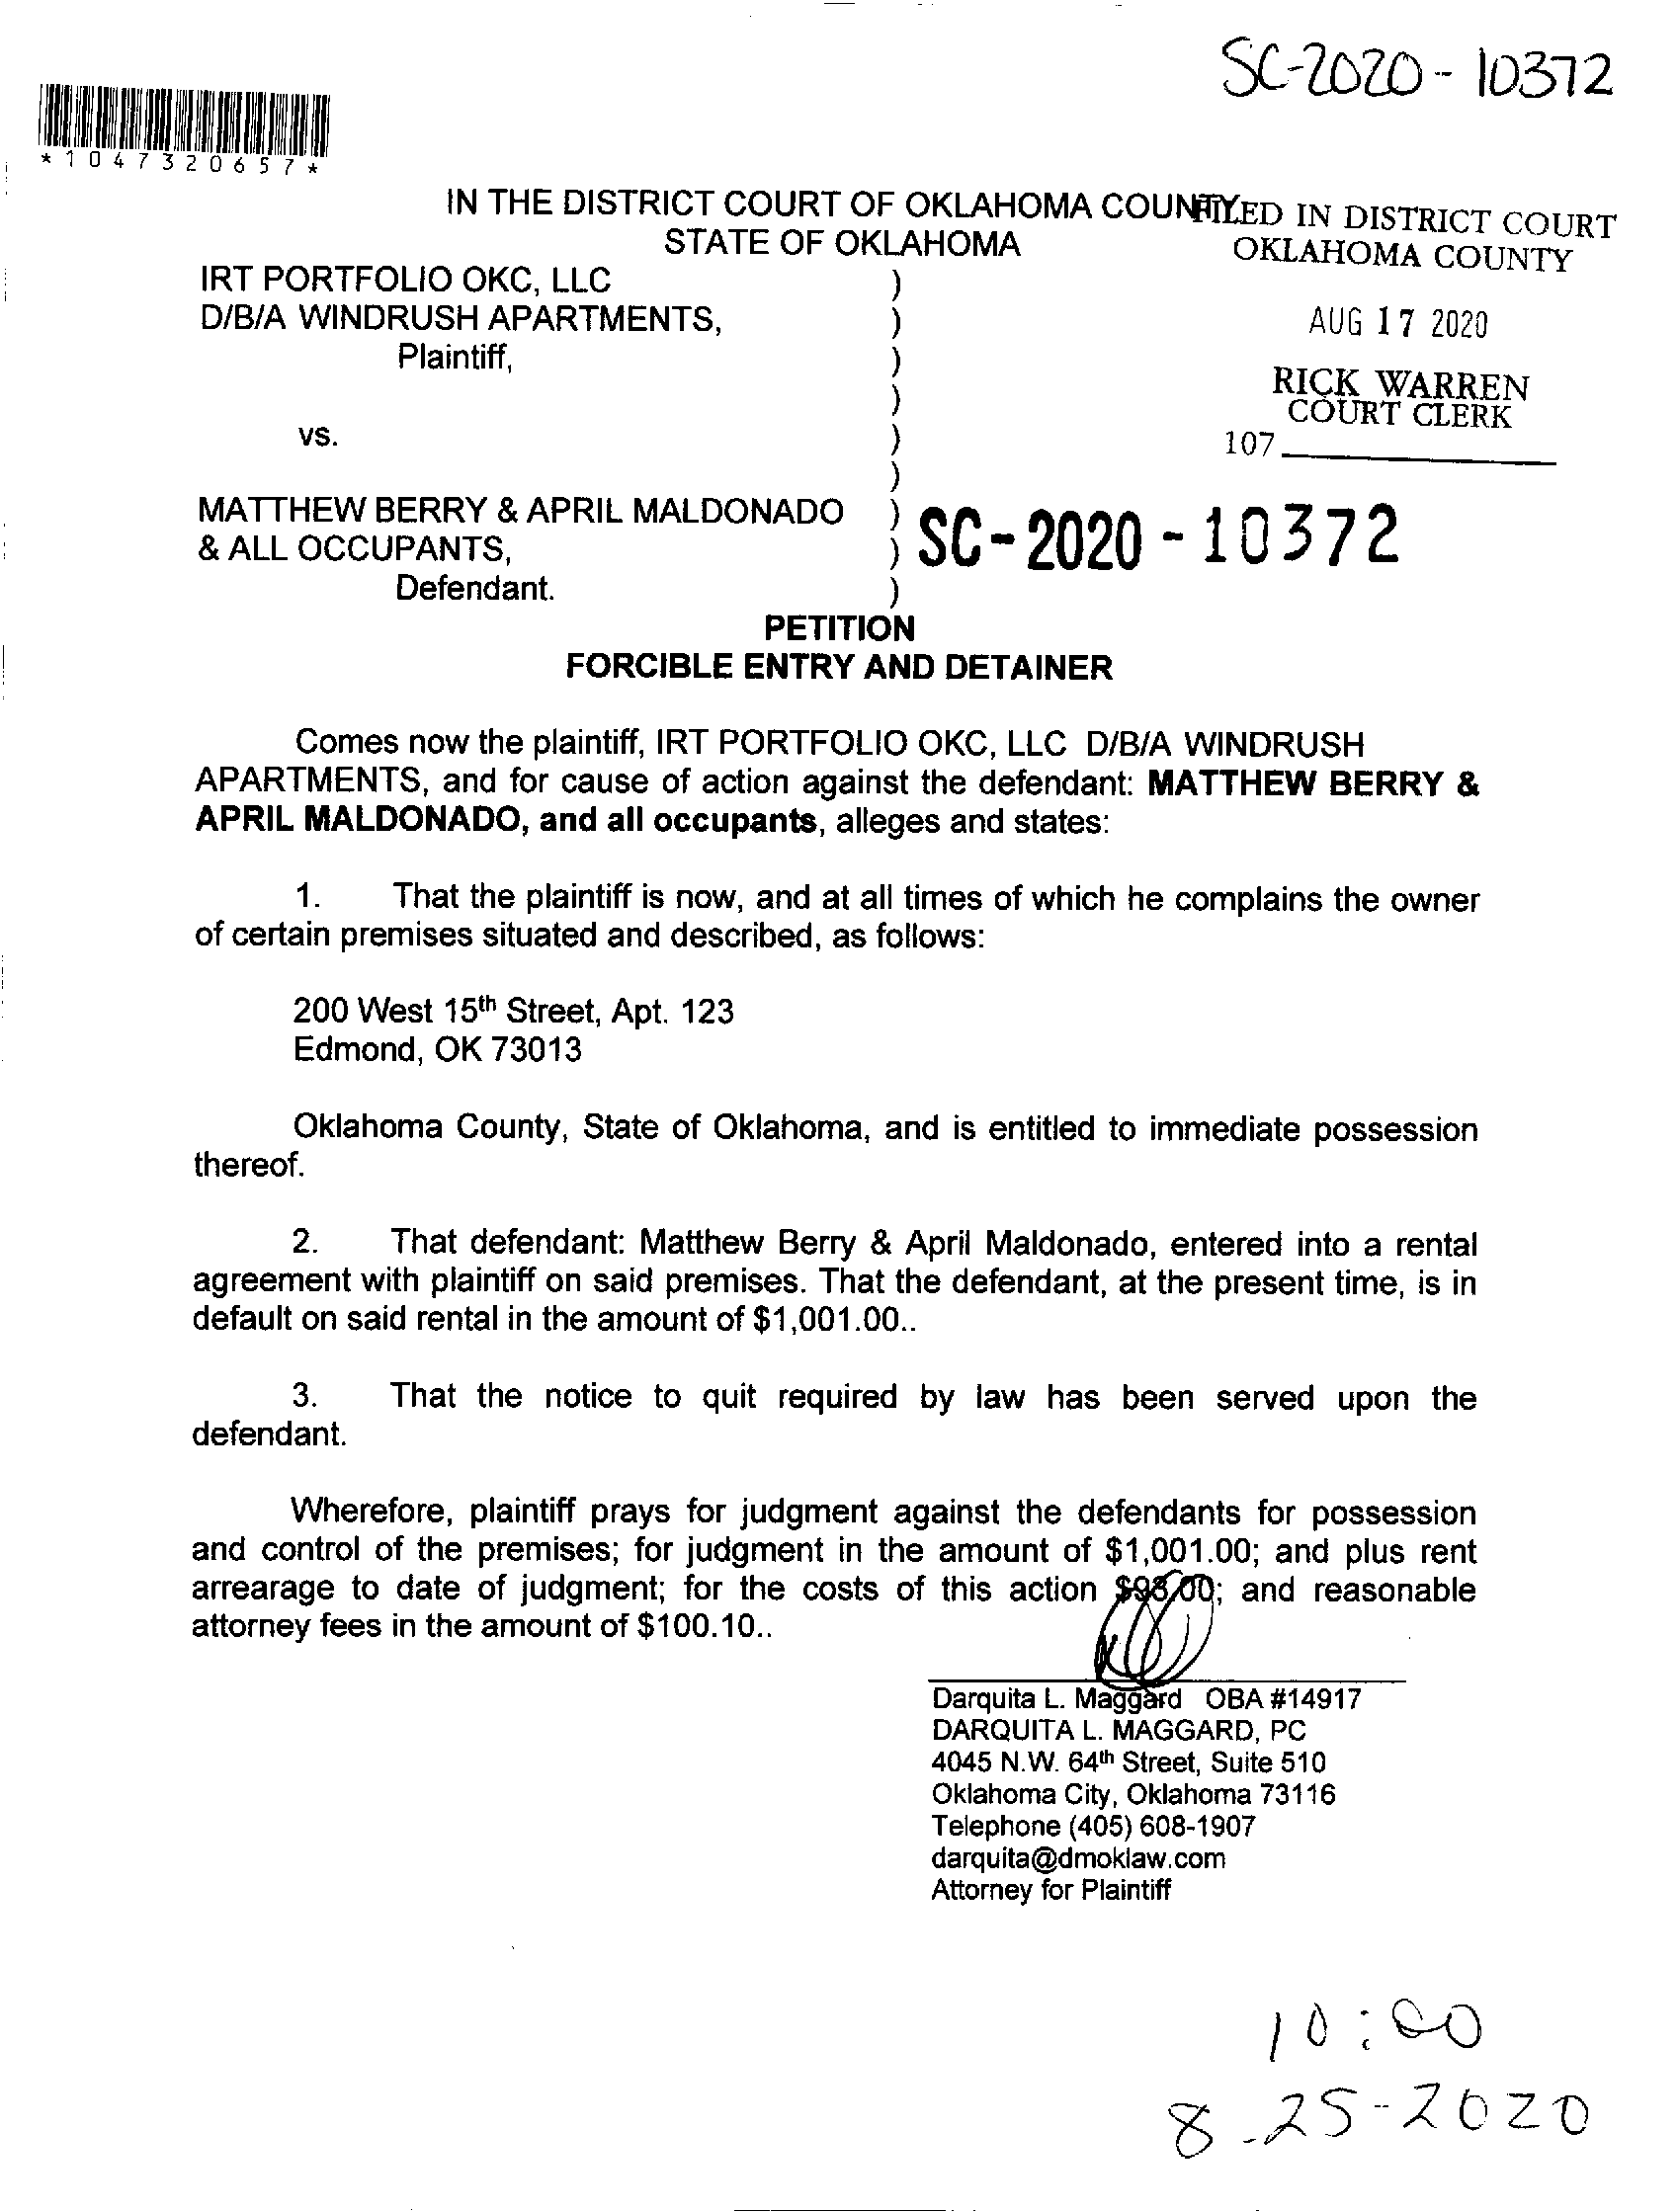 SC-2020-10372
*1047320657*
IN THE DISTRICT COURT OF OKLAHOMA COUNTY
STATE OF OKLAHOMA
FILED IN DISTRICT COURT
OKLAHOMA COUNTY
AUG 17 2020
RICK WARREN
COURT CLERK
107
IRT PORTFOLIO OKC, LLC )
D/B/A WINDRUSH APARTMENTS, )
Plaintiff, )
)
vs. )
)
MATTHEW BERRY & APRIL MALDONADO )
& ALL OCCUPANTS, )
Defendant. )
SC-2020-10372
PETITION
FORCIBLE ENTRY AND DETAINER
Comes now the plaintiff, IRT PORTFOLIO OKC, LLC D/B/A WINDRUSH
APARTMENTS, and for cause of action against the defendant: MATTHEW BERRY &
APRIL MALDONADO, and all occupants, alleges and states:
1. That the plaintiff is now, and at all times of which he complains the owner
of certain premises situated and described, as follows:
200 West 15th Street, Apt. 123
Edmond, OK 73013
Oklahoma County, State of Oklahoma, and is entitled to immediate possession
thereof.
2. That defendant: Matthew Berry & April Maldonado, entered into a rental
agreement with plaintiff on said premises. That the defendant, at the present time, is in
default on said rental in the amount of $1,001.00..
3. That the notice to quit required by law has been served upon the
defendant.
Wherefore, plaintiff prays for judgment against the defendants for possession
and control of the premises; for judgment in the amount of $1,001.00; and plus rent
arrearage to date of judgment; for the costs of this action $98.00; and reasonable
attorney fees in the amount of $100.10..
Darquita L. Maggard OBA #14917
DARQUITA L. MAGGARD, PC
4045 N.W. 64th Street, Suite 510
Oklahoma City, Oklahoma 73116
Telephone (405) 608-1907
darquita@dmoklaw.com
Attorney for Plaintiff
10:00
8-25-2020